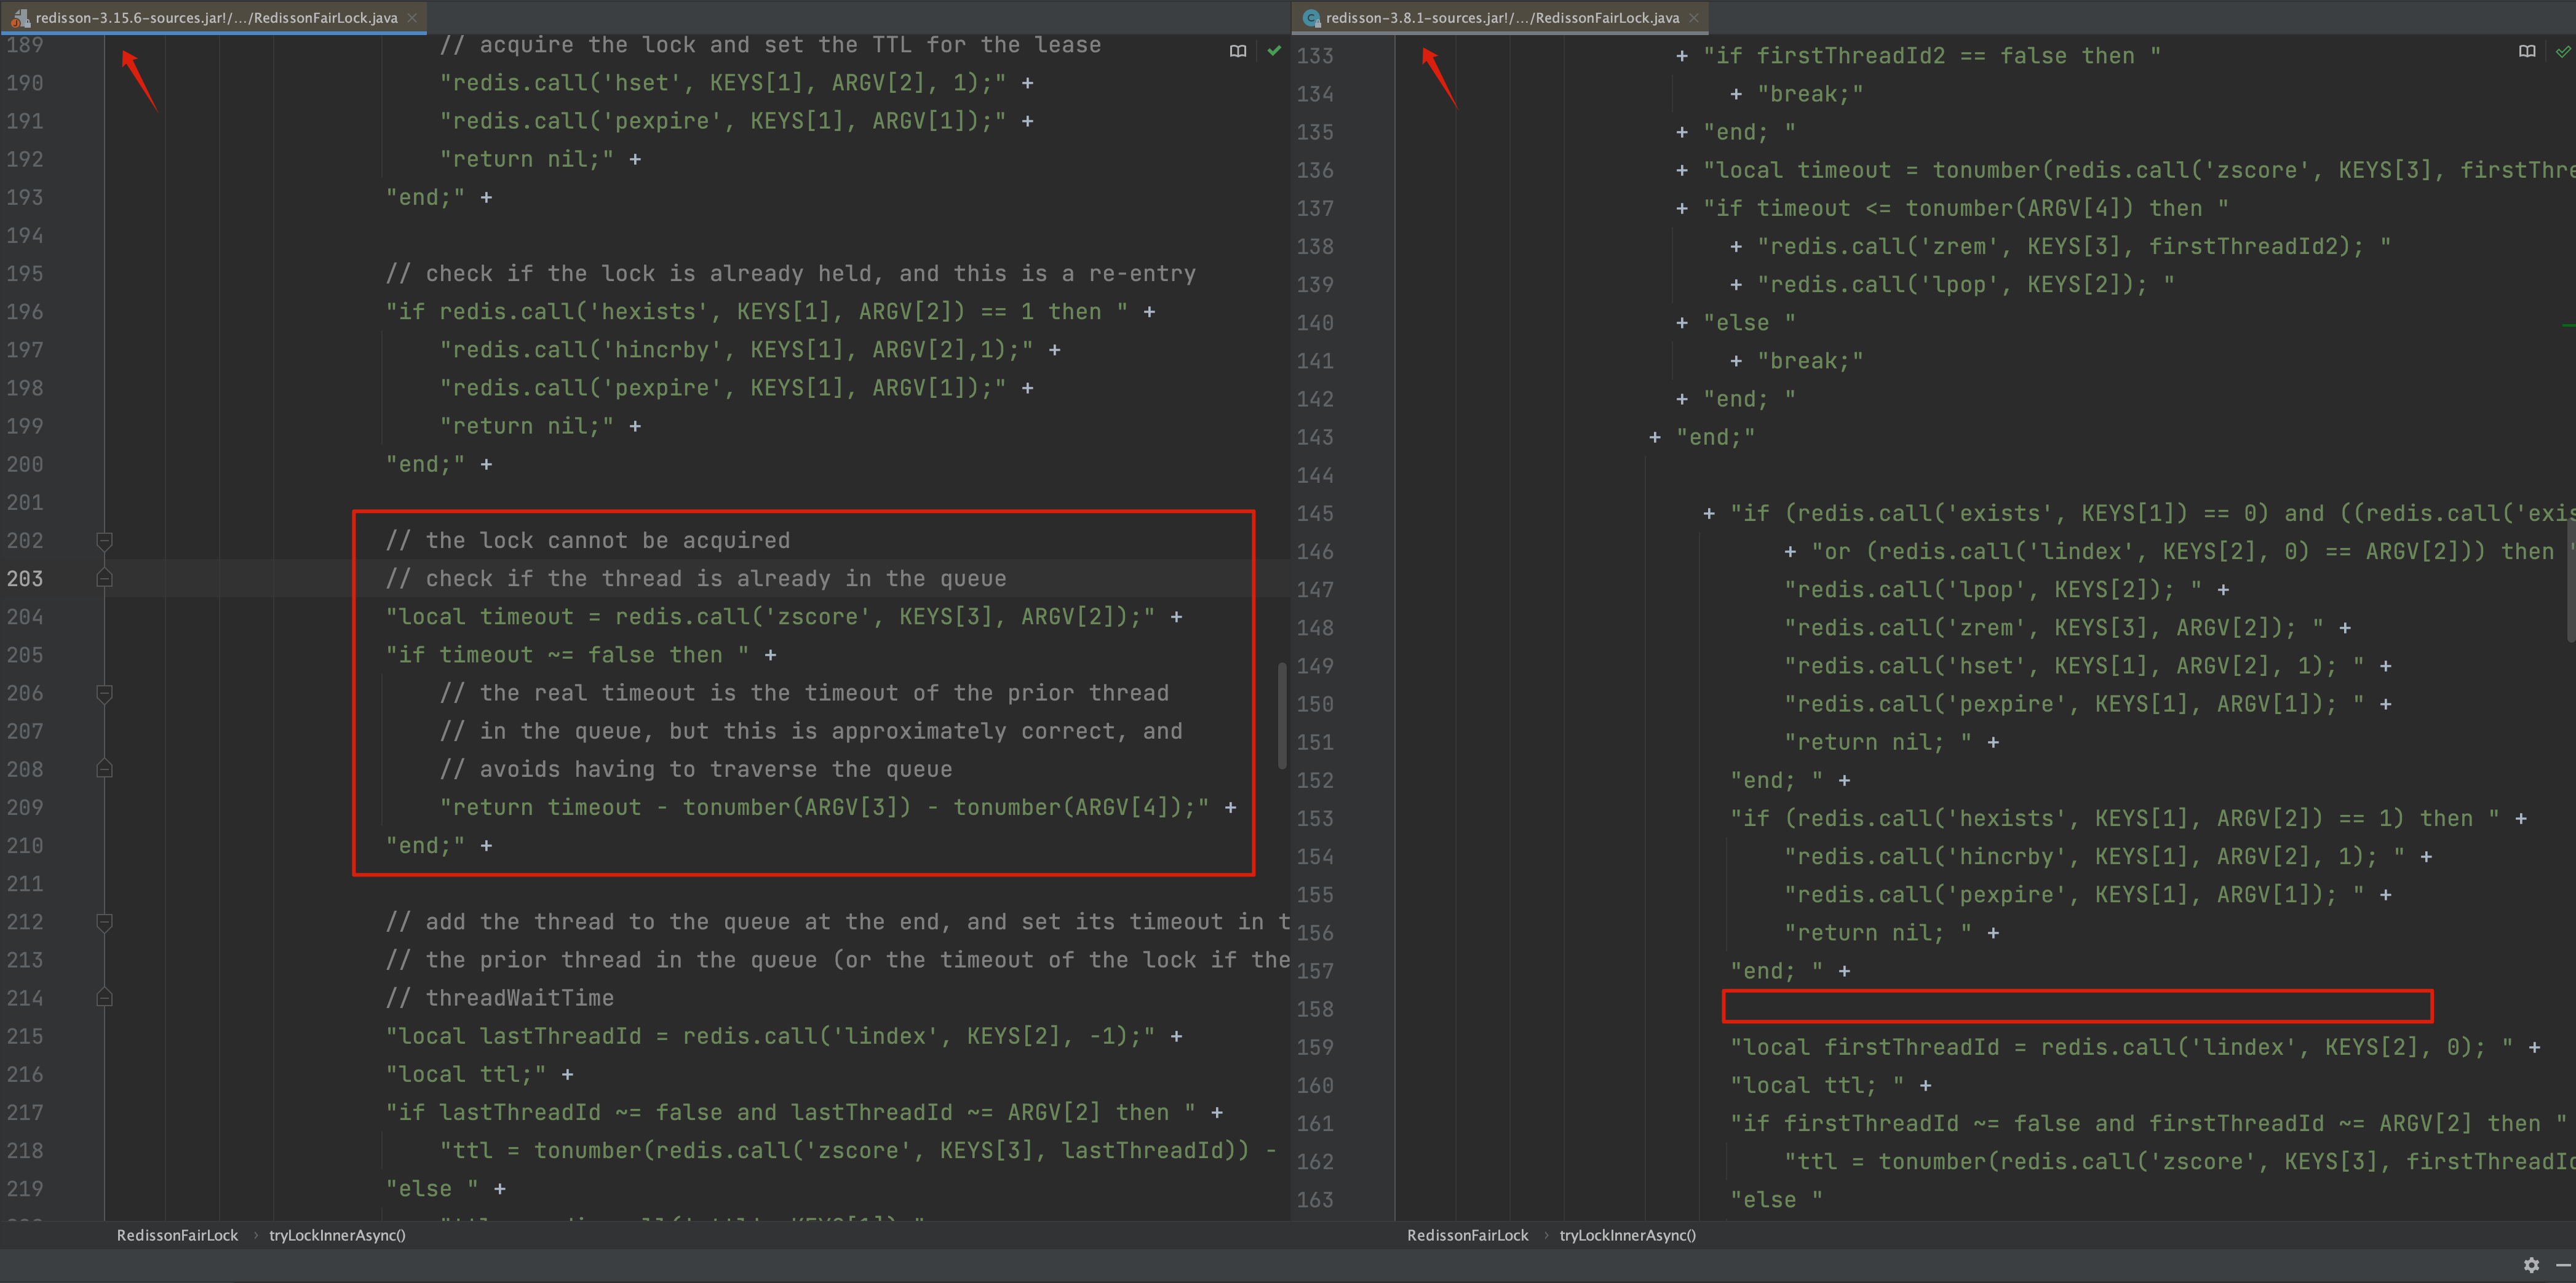 redisson-3.15.6-sources.jar!/.../RedissonFairLock.java
189 // acquire the lock and set the TTL for the lease
190 "redis.call('hset', KEYS[1], ARGV[2], 1);" +
191 "redis.call('pexpire', KEYS[1], ARGV[1]);" +
192 "return nil;" +
193 "end;" +
194
195 // check if the lock is already held, and this is a re-entry
196 "if redis.call('hexists', KEYS[1], ARGV[2]) == 1 then " +
197 "redis.call('hincrby', KEYS[1], ARGV[2],1);" +
198 "redis.call('pexpire', KEYS[1], ARGV[1]);" +
199 "return nil;" +
200 "end;" +
201
202 // the lock cannot be acquired
203 // check if the thread is already in the queue
204 "local timeout = redis.call('zscore', KEYS[3], ARGV[2]);" +
205 "if timeout ~= false then " +
206 // the real timeout is the timeout of the prior thread
207 // in the queue, but this is approximately correct, and
208 // avoids having to traverse the queue
209 "return timeout - tonumber(ARGV[3]) - tonumber(ARGV[4]);" +
210 "end;" +
211
212 // add the thread to the queue at the end, and set its timeout in t
213 // the prior thread in the queue (or the timeout of the lock if the
214 // threadWaitTime
215 "local lastThreadId = redis.call('lindex', KEYS[2], -1);" +
216 "local ttl;" +
217 "if lastThreadId ~= false and lastThreadId ~= ARGV[2] then " +
218 "ttl = tonumber(redis.call('zscore', KEYS[3], lastThreadId)) -
219 "else " +
RedissonFairLock › tryLockInnerAsync()
redisson-3.8.1-sources.jar!/.../RedissonFairLock.java
133 + "if firstThreadId2 == false then "
134 + "break;"
135 + "end; "
136 + "local timeout = tonumber(redis.call('zscore', KEYS[3], firstThre
137 + "if timeout <= tonumber(ARGV[4]) then "
138 + "redis.call('zrem', KEYS[3], firstThreadId2); "
139 + "redis.call('lpop', KEYS[2]); "
140 + "else "
141 + "break;"
142 + "end; "
143 + "end;"
144
145 + "if (redis.call('exists', KEYS[1]) == 0) and ((redis.call('exis
146 + "or (redis.call('lindex', KEYS[2], 0) == ARGV[2])) then "
147 "redis.call('lpop', KEYS[2]); " +
148 "redis.call('zrem', KEYS[3], ARGV[2]); " +
149 "redis.call('hset', KEYS[1], ARGV[2], 1); " +
150 "redis.call('pexpire', KEYS[1], ARGV[1]); " +
151 "return nil; " +
152 "end; " +
153 "if (redis.call('hexists', KEYS[1], ARGV[2]) == 1) then " +
154 "redis.call('hincrby', KEYS[1], ARGV[2], 1); " +
155 "redis.call('pexpire', KEYS[1], ARGV[1]); " +
156 "return nil; " +
157 "end; " +
158
159 "local firstThreadId = redis.call('lindex', KEYS[2], 0); " +
160 "local ttl; " +
161 "if firstThreadId ~= false and firstThreadId ~= ARGV[2] then "
162 "ttl = tonumber(redis.call('zscore', KEYS[3], firstThreadId
163 "else "
RedissonFairLock › tryLockInnerAsync()